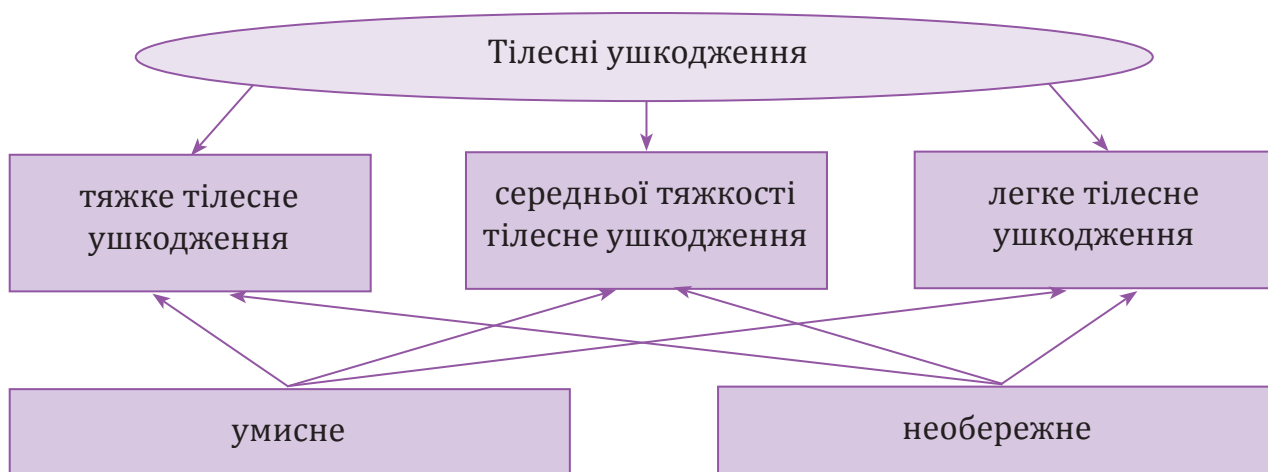 Тілесні ушкодження
тяжке тілесне
ушкодження
середньої тяжкості
тілесне ушкодження
легке тілесне
ушкодження
умисне
необережне